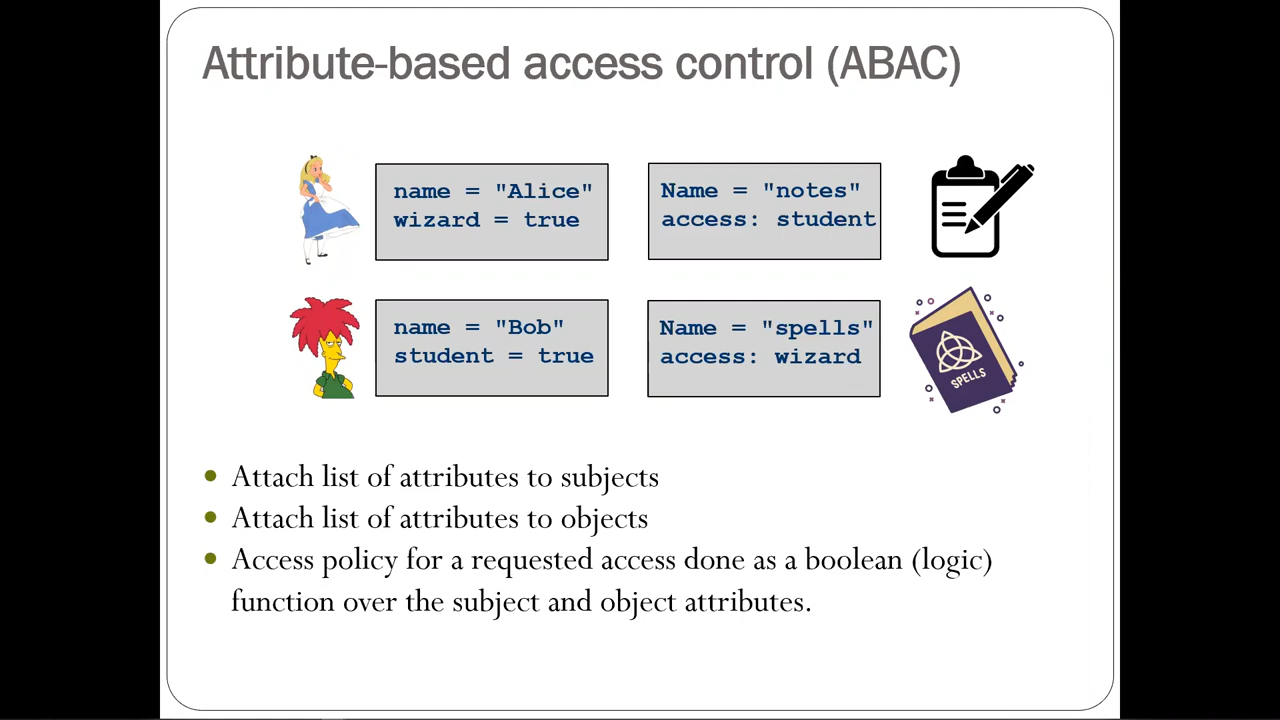 Attribute-based access control (ABAC)
name = "Alice"
wizard = true
Name = "notes"
access: student
name = "Bob"
student = true
Name = "spells"
access: wizard
SPELLS
• Attach list of attributes to subjects
• Attach list of attributes to objects
• Access policy for a requested access done as a boolean (logic)
function over the subject and object attributes.